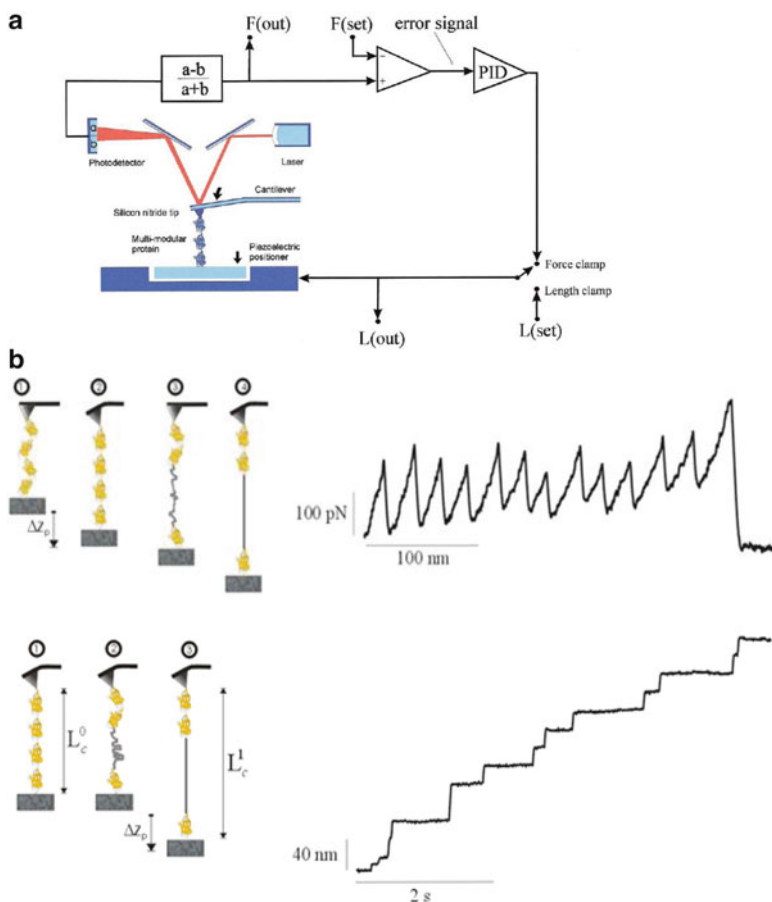 a
F(out)
F(set)
error signal
a-b
a+b
−
+
PID
Photodetector
Laser
Cantilever
Silicon nitride tip
Multi-modular
protein
Piezoelectric
positioner
Force clamp
Length clamp
L(out)
L(set)
b
1
2
3
4
ΔZp
100 pN
100 nm
1
2
3
L⁰c
L¹c
ΔZp
40 nm
2 s